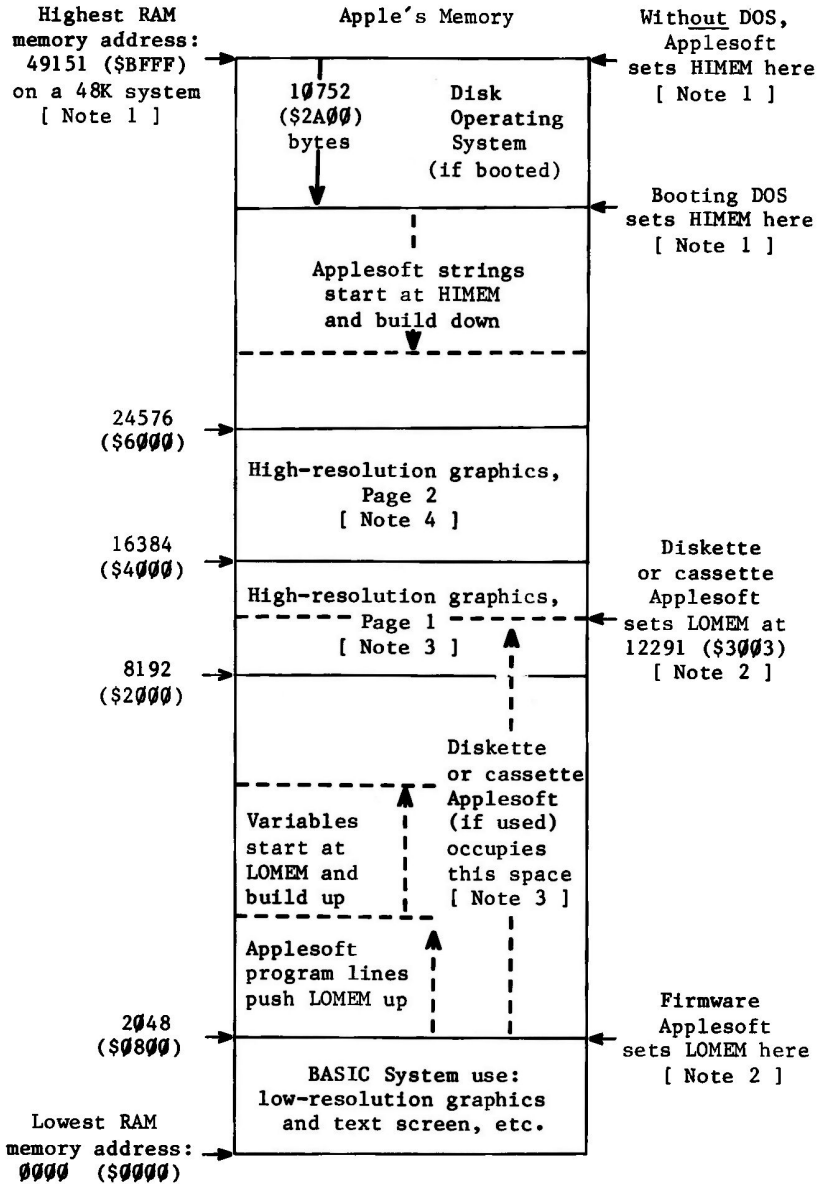 Apple's Memory
Highest RAM
memory address:
49151 ($BFFF)
on a 48K system
[ Note 1 ]
Without DOS,
Applesoft
sets HIMEM here
[ Note 1 ]
10752
($2A00)
bytes
Disk
Operating
System
(if booted)
Booting DOS
sets HIMEM here
[ Note 1 ]
Applesoft strings
start at HIMEM
and build down
24576
($6000)
High-resolution graphics,
Page 2
[ Note 4 ]
16384
($4000)
High-resolution graphics,
Page 1
[ Note 3 ]
Diskette
or cassette
Applesoft
sets LOMEM at
12291 ($3003)
[ Note 2 ]
8192
($2000)
Diskette
or cassette
Applesoft
(if used)
occupies
this space
[ Note 3 ]
Variables
start at
LOMEM and
build up
Applesoft
program lines
push LOMEM up
2048
($0800)
Firmware
Applesoft
sets LOMEM here
[ Note 2 ]
BASIC System use:
low-resolution graphics
and text screen, etc.
Lowest RAM
memory address:
0000 ($0000)